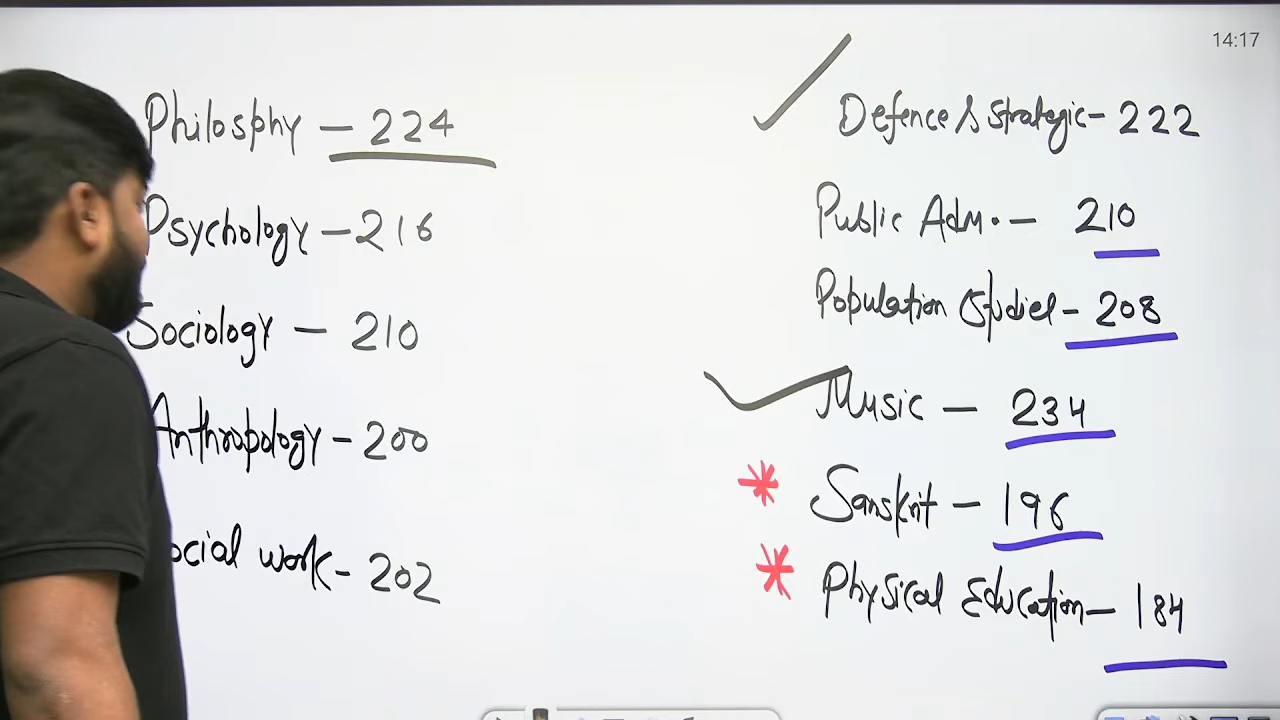 14:17
Philosphy - 224
Psychology - 216
Sociology - 210
Anthropology - 200
ocial work - 202
Defence & Strategic - 222
Public Adm. - 210
Population Studies - 208
Music - 234
* Sanskrit - 196
* Physical Education - 184